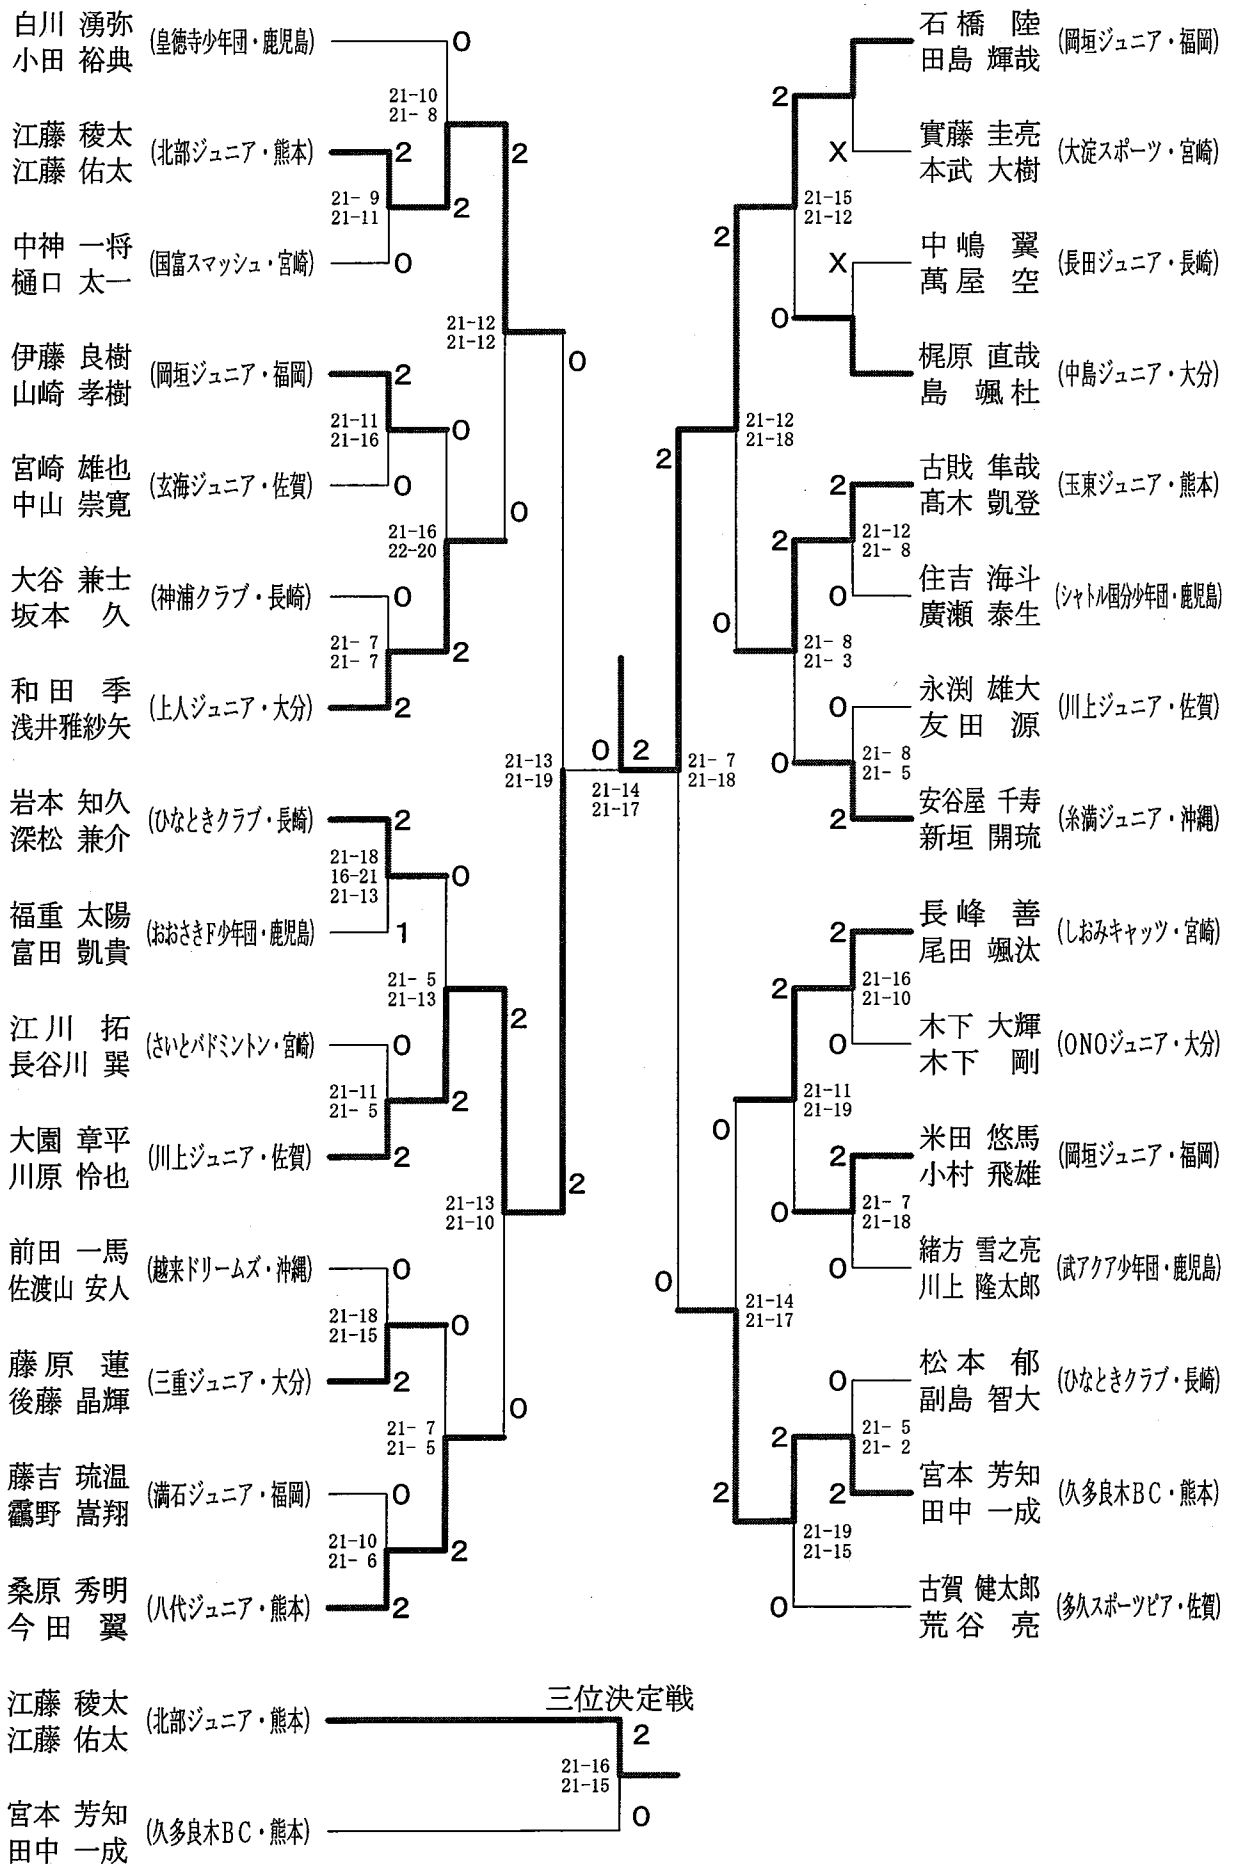 白川 湧弥
小田 裕典
(皇徳寺少年団・鹿児島)
0
21-10
21- 8
江藤 稜太
江藤 佑太
(北部ジュニア・熊本)
2
2
21- 9
21-11
2
中神 一将
樋口 太一
(国富スマッシュ・宮崎)
0
21-12
21-12
0
伊藤 良樹
山崎 孝樹
(岡垣ジュニア・福岡)
2
21-11
21-16
0
宮崎 雄也
中山 崇寛
(玄海ジュニア・佐賀)
0
0
21-16
22-20
大谷 兼士
坂本 久
(神浦クラブ・長崎)
0
21- 7
21- 7
2
和田 季
浅井雅紗矢
(上人ジュニア・大分)
2
21-13
21-19
岩本 知久
深松 兼介
(ひなときクラブ・長崎)
2
21-18
16-21
21-13
0
福重 太陽
富田 凱貴
(おおさきF少年団・鹿児島)
1
21- 5
21-13
2
江川 拓
長谷川 巽
(さいとバドミントン・宮崎)
0
21-11
21- 5
2
大園 章平
川原 怜也
(川上ジュニア・佐賀)
2
2
21-13
21-10
前田 一馬
佐渡山 安人
(越来ドリームズ・沖縄)
0
21-18
21-15
0
藤原 蓮
後藤 晶輝
(三重ジュニア・大分)
2
0
21- 7
21- 5
藤吉 琉温
野 嵩翔
(満石ジュニア・福岡)
0
21-10
21- 6
2
桑原 秀明
今田 翼
(八代ジュニア・熊本)
2
0 2
21-14
21-17
石橋 陸
田島 輝哉
(岡垣ジュニア・福岡)
2
實藤 圭亮
本武 大樹
(大淀スポーツ・宮崎)
X
21-15
21-12
2
中嶋 翼
萬屋 空
(長田ジュニア・長崎)
X
0
梶原 直哉
島 颯杜
(中島ジュニア・大分)
21-12
21-18
2
古賎 隼哉
髙木 凱登
(玉東ジュニア・熊本)
2
2
21-12
21- 8
住吉 海斗
廣瀬 泰生
(シャトル国分少年団・鹿児島)
0
0
21- 8
21- 3
永渕 雄大
友田 源
(川上ジュニア・佐賀)
0
0
21- 8
21- 5
安谷屋 千寿
新垣 開琉
(糸満ジュニア・沖縄)
2
21- 7
21-18
長峰 善
尾田 颯汰
(しおみキャッツ・宮崎)
2
2
21-16
21-10
木下 大輝
木下 剛
(ONOジュニア・大分)
0
21-11
21-19
0
米田 悠馬
小村 飛雄
(岡垣ジュニア・福岡)
2
0
21- 7
21-18
緒方 雪之亮
川上 隆太郎
(武アクア少年団・鹿児島)
0
0
21-14
21-17
松本 郁
副島 智大
(ひなときクラブ・長崎)
0
2
21- 5
21- 2
宮本 芳知
田中 一成
(久多良木BC・熊本)
2
2
21-19
21-15
古賀 健太郎
荒谷 亮
(多久スポーツピア・佐賀)
0
三位決定戦
江藤 稜太
江藤 佑太
(北部ジュニア・熊本)
2
21-16
21-15
宮本 芳知
田中 一成
(久多良木BC・熊本)
0